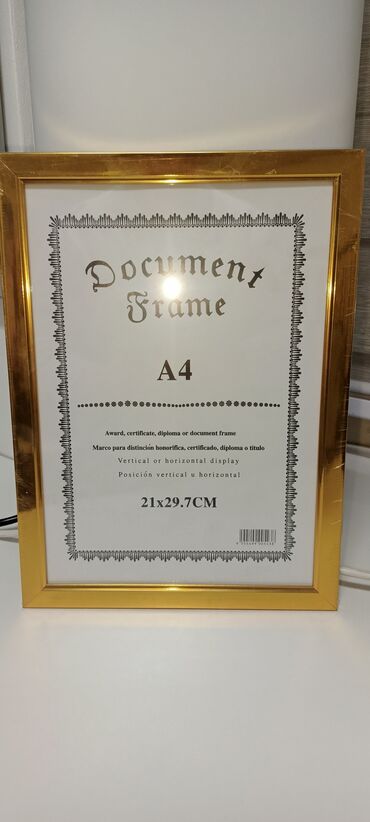 Document
Frame
A4
Award, certificate, diploma or document frame
Marco para distinción honorífica, certificado, diploma o título
Vertical or horizontal display
Posición vertical u horizontal
21x29.7CM